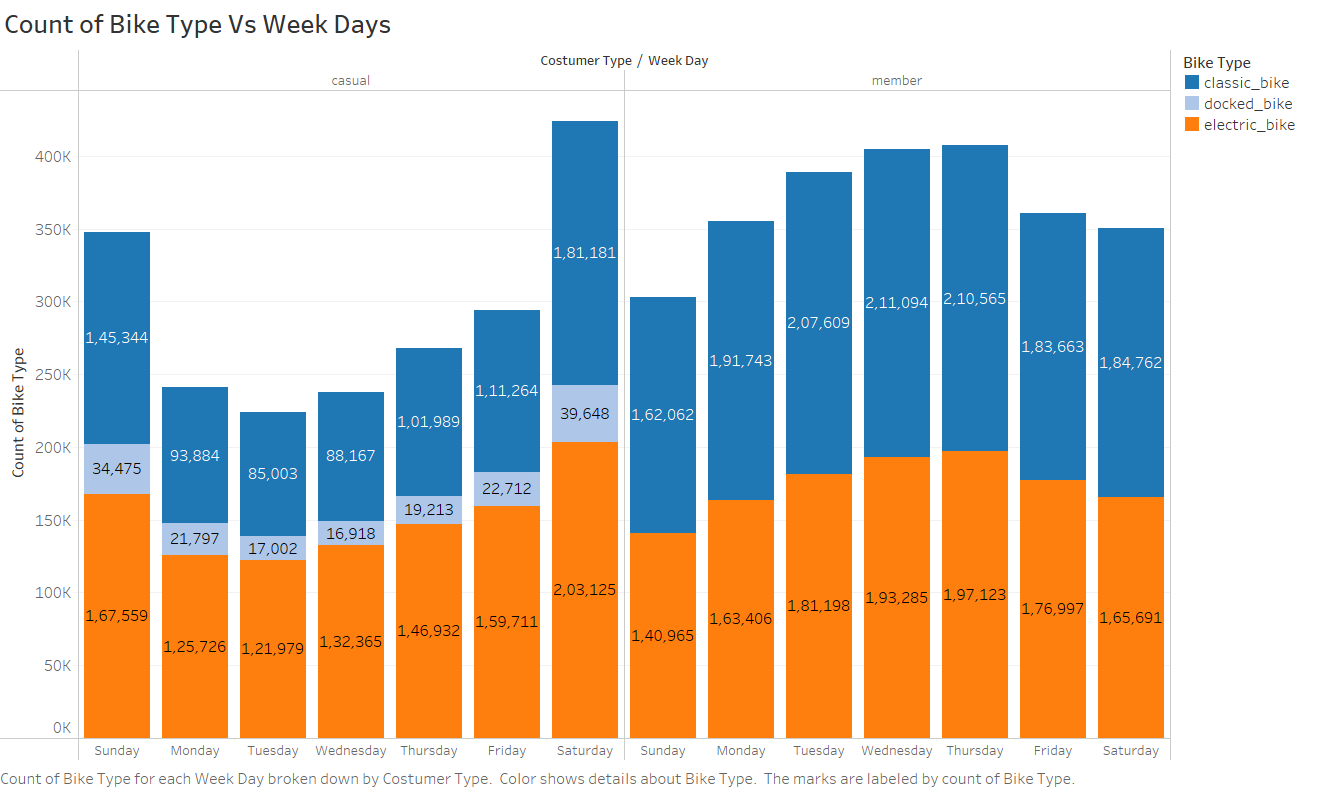 Count of Bike Type Vs Week Days
Costumer Type / Week Day
casual
member
Bike Type
classic_bike
docked_bike
electric_bike
Count of Bike Type
400K
350K
300K
250K
200K
150K
100K
50K
0K
1,45,344
34,475
1,67,559
93,884
21,797
1,25,726
85,003
17,002
1,21,979
88,167
16,918
1,32,365
1,01,989
19,213
1,46,932
1,11,264
22,712
1,59,711
1,81,181
39,648
2,03,125
1,62,062
1,40,965
1,91,743
1,63,406
2,07,609
1,81,198
2,11,094
1,93,285
2,10,565
1,97,123
1,83,663
1,76,997
1,84,762
1,65,691
Sunday Monday Tuesday Wednesday Thursday Friday Saturday Sunday Monday Tuesday Wednesday Thursday Friday Saturday
Count of Bike Type for each Week Day broken down by Costumer Type. Color shows details about Bike Type. The marks are labeled by count of Bike Type.